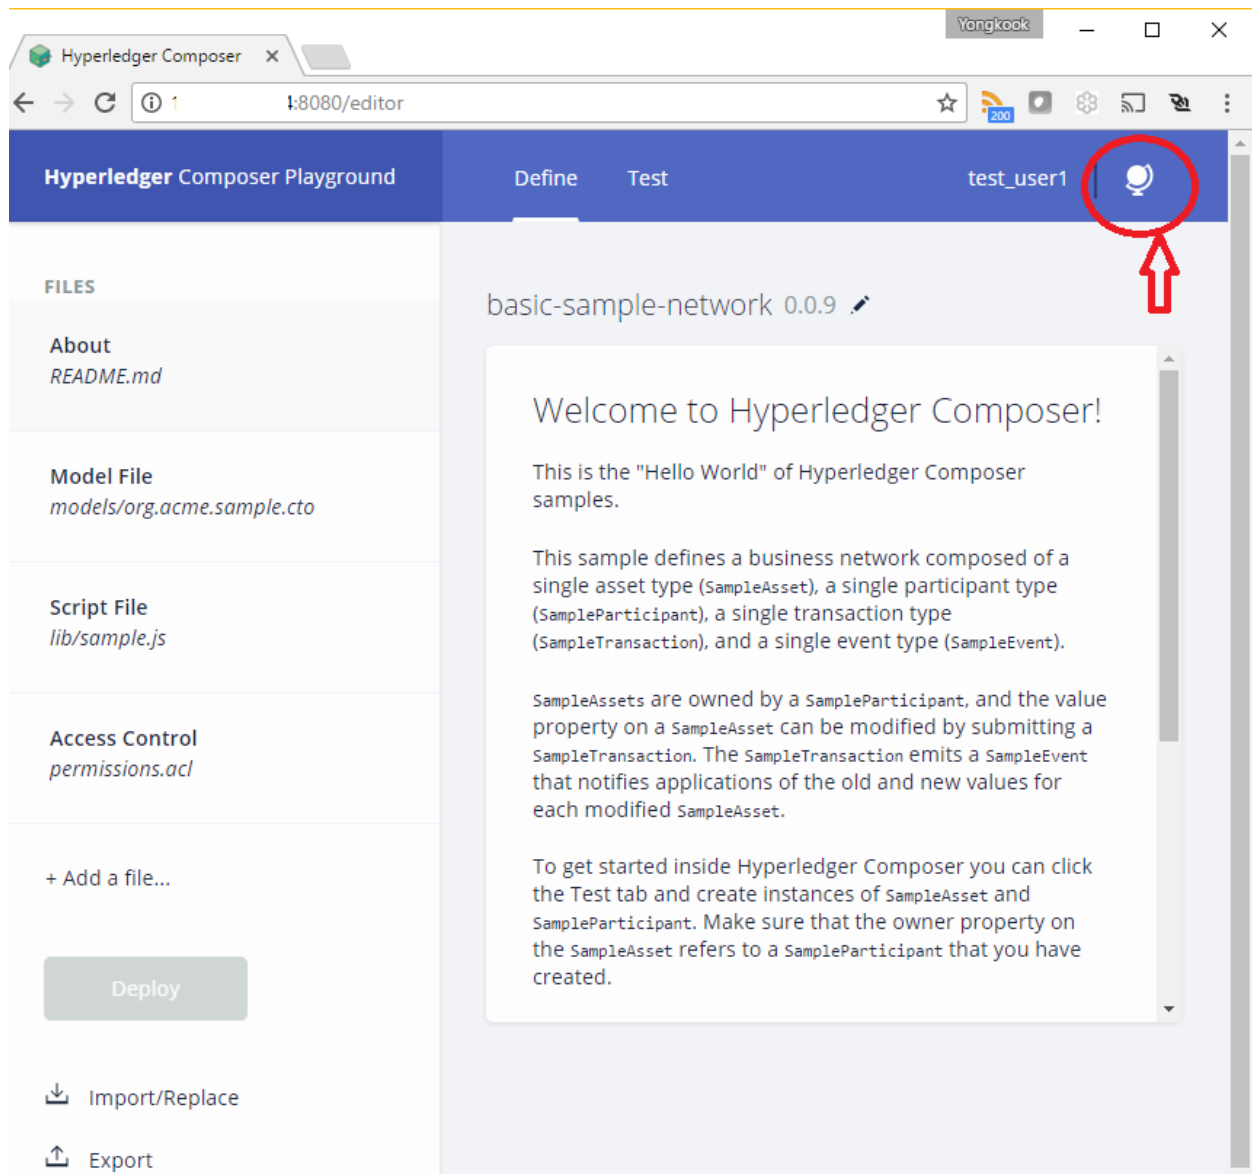 Yongkook
Hyperledger Composer
:8080/editor
200
Hyperledger Composer Playground
Define
Test
test_user1
FILES
About
README.md
Model File
models/org.acme.sample.cto
Script File
lib/sample.js
Access Control
permissions.acl
+ Add a file...
Deploy
Import/Replace
Export
basic-sample-network 0.0.9
Welcome to Hyperledger Composer!
This is the "Hello World" of Hyperledger Composer
samples.
This sample defines a business network composed of a
single asset type (SampleAsset), a single participant type
(SampleParticipant), a single transaction type
(SampleTransaction), and a single event type (SampleEvent).
SampleAssets are owned by a SampleParticipant, and the value
property on a SampleAsset can be modified by submitting a
SampleTransaction. The SampleTransaction emits a SampleEvent
that notifies applications of the old and new values for
each modified SampleAsset.
To get started inside Hyperledger Composer you can click
the Test tab and create instances of SampleAsset and
SampleParticipant. Make sure that the owner property on
the SampleAsset refers to a SampleParticipant that you have
created.